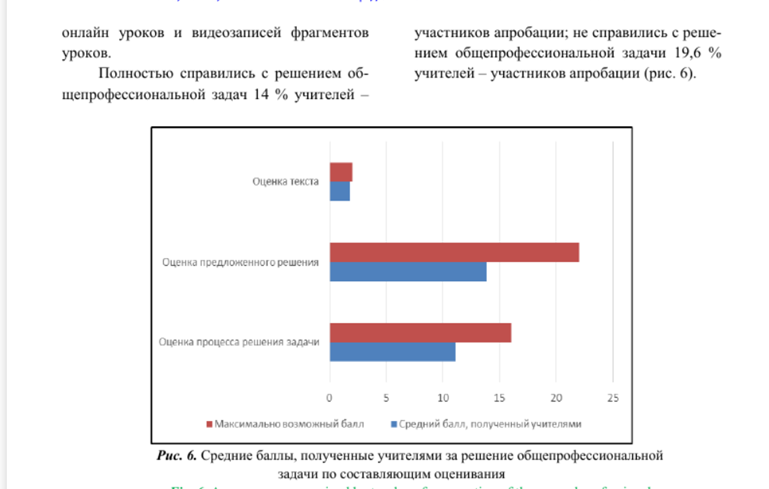 онлайн уроков и видеозаписей фрагментов
уроков.
Полностью справились с решением об-
щепрофессиональной задач 14 % учителей –
участников апробации; не справились с реше-
нием общепрофессиональной задачи 19,6 %
учителей – участников апробации (рис. 6).
Оценка текста
Оценка предложенного решения
Оценка процесса решения задачи
0 5 10 15 20 25
Максимально возможный балл Средний балл, полученный учителями
Рис. 6. Средние баллы, полученные учителями за решение общепрофессиональной
задачи по составляющим оценивания